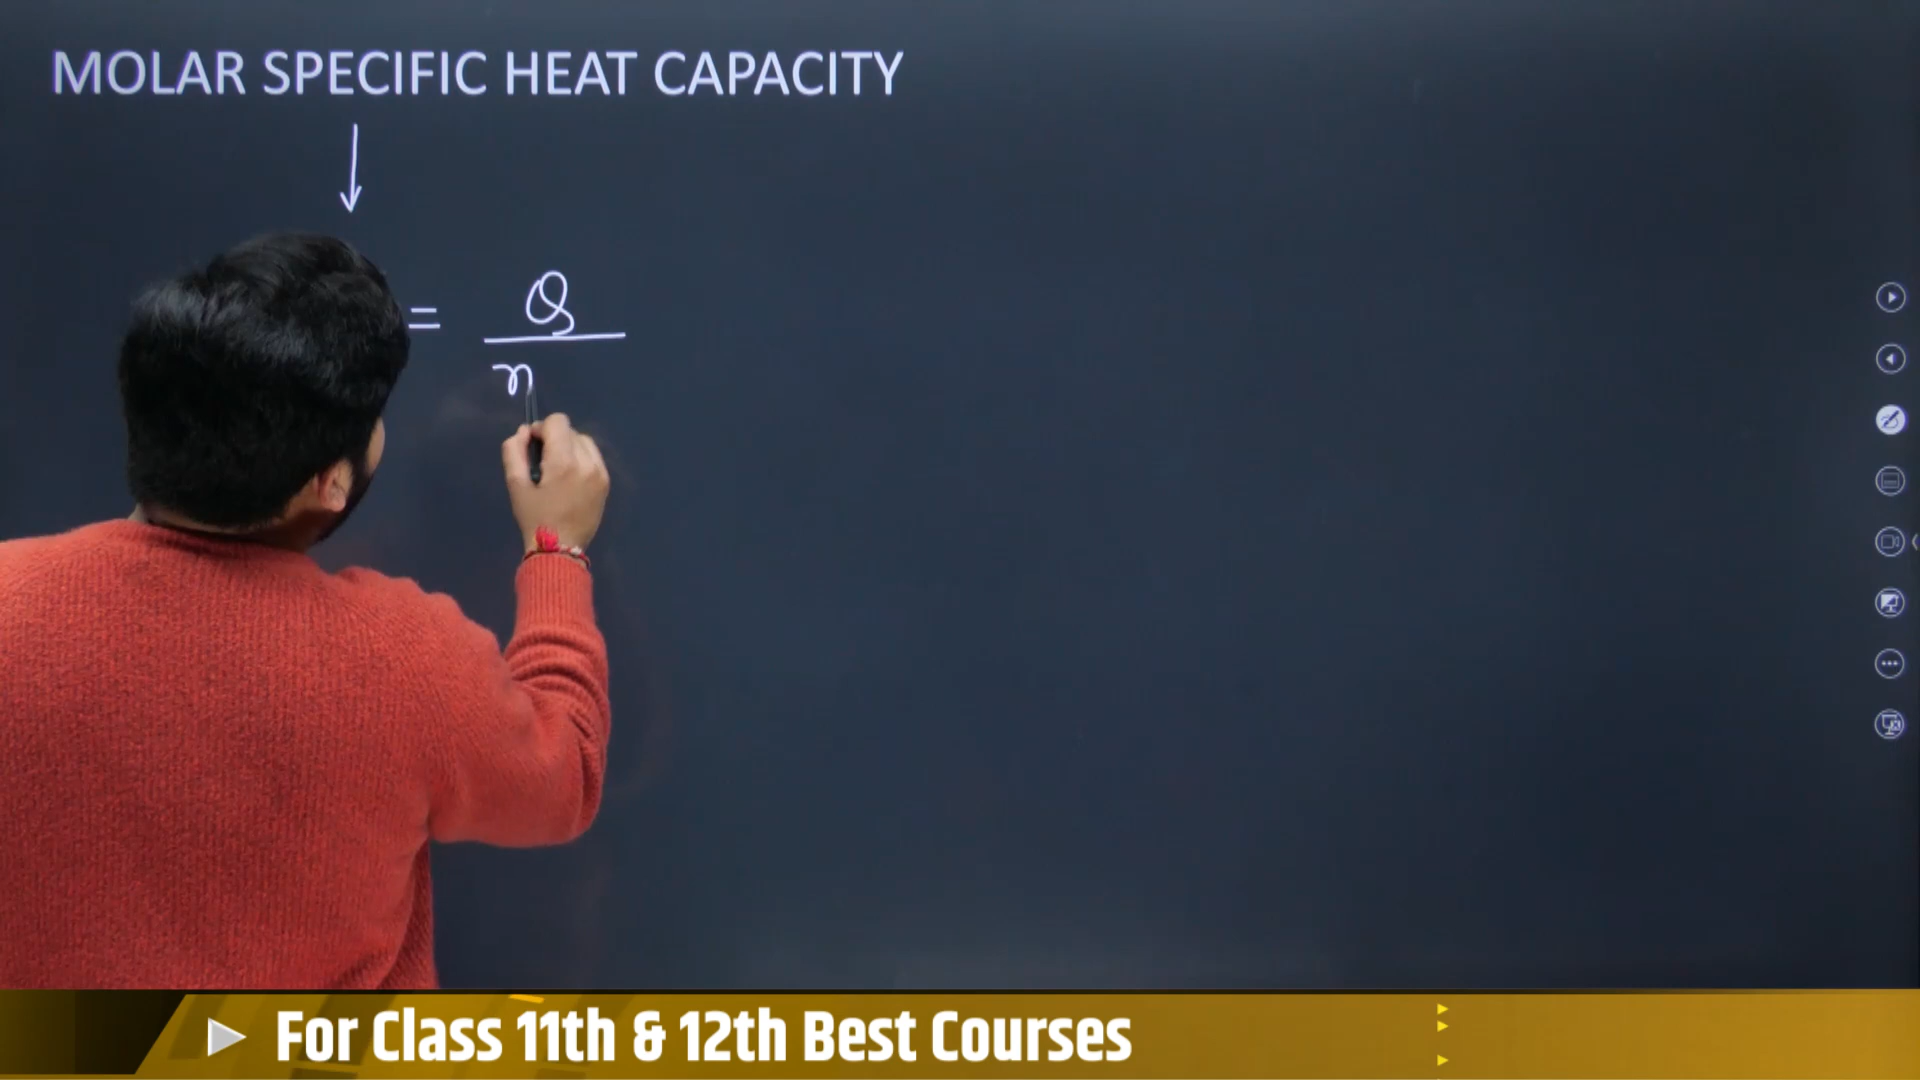 MOLAR SPECIFIC HEAT CAPACITY
= Q
n
For Class 11th & 12th Best Courses